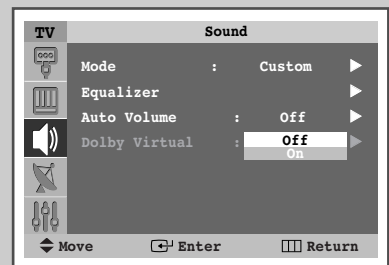 TV Sound
Mode : Custom
Equalizer
Auto Volume : Off
Dolby Virtual : Off
On
Move Enter Return